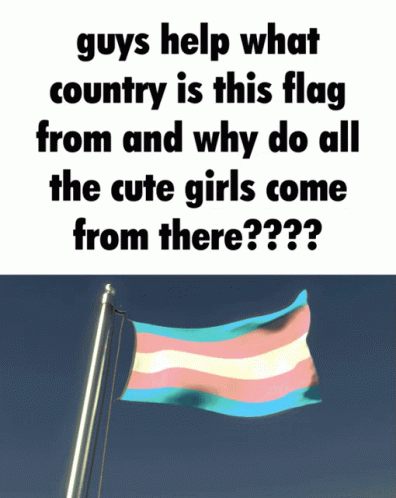 guys help what
country is this flag
from and why do all
the cute girls come
from there????